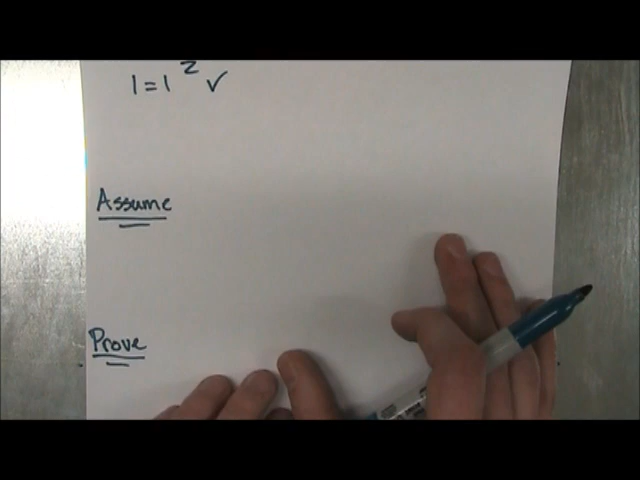 1 = 1² ✓
Assume
Prove